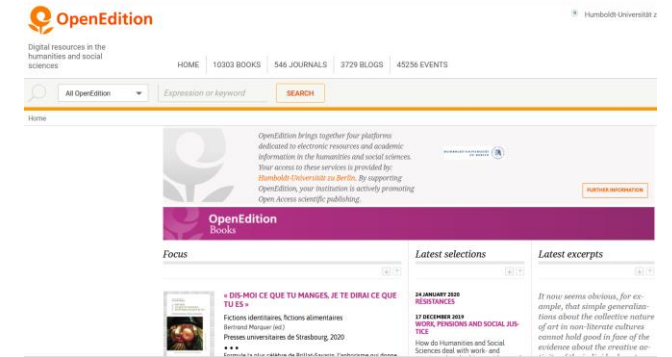 OpenEdition
Humboldt-Universität z
Digital resources in the
humanities and social
sciences
HOME 10303 BOOKS 546 JOURNALS 3729 BLOGS 45256 EVENTS
All OpenEdition Expression or keyword SEARCH
Home
OpenEdition brings together four platforms
dedicated to electronic resources and academic
information in the humanities and social sciences.
Your access to these services is provided by:
Humboldt-Universität zu Berlin. By supporting
OpenEdition, your institution is actively promoting
Open Access scientific publishing.
FURTHER INFORMATION
OpenEdition
Books
Focus
« DIS-MOI CE QUE TU MANGES, JE TE DIRAI CE QUE
TU ES »
Fictions identitaires, fictions alimentaires
Bertrand Marquer (ed.)
Presses universitaires de Strasbourg, 2020
Latest selections
24 JANUARY 2020
RÉSISTANCES
17 DECEMBER 2019
WORK, PENSIONS AND SOCIAL JUS-
TICE
How do Humanities and Social
Sciences deal with work- and
Latest excerpts
It now seems obvious, for ex-
ample, that simple generaliza-
tions about the collective nature
of art in non-literate cultures
cannot hold good in face of the
evidence about the creative ac-